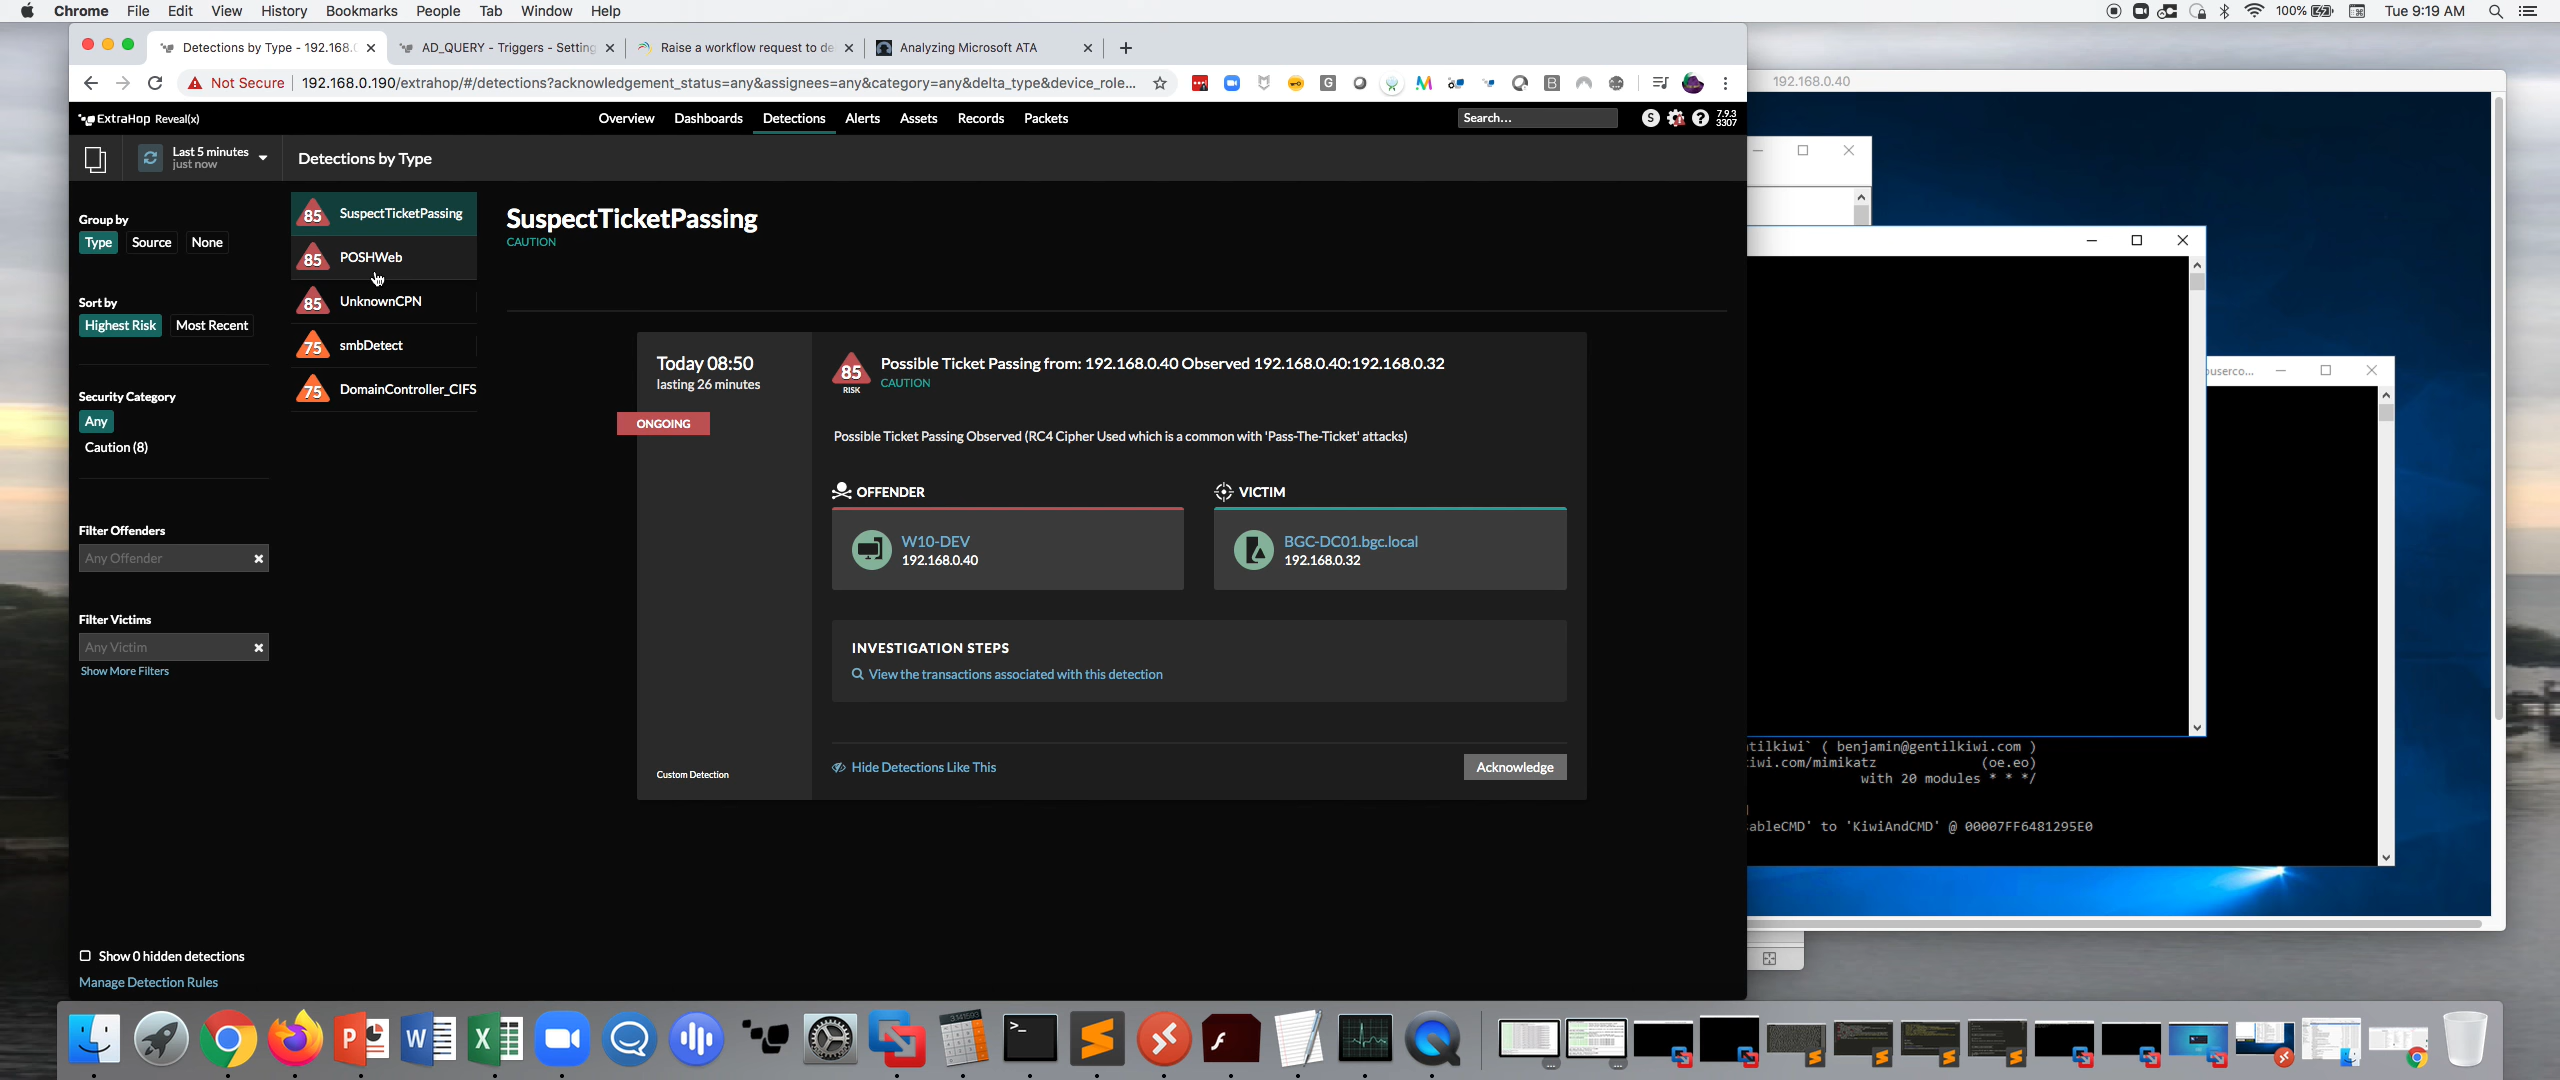 Chrome File Edit View History Bookmarks People Tab Window Help
100% Tue 9:19 AM
Detections by Type - 192.168.
AD_QUERY - Triggers - Setting
Raise a workflow request to de
Analyzing Microsoft ATA
Not Secure 192.168.0.190/extrahop/#/detections?acknowledgement_status=any&assignees=any&category=any&delta_type&device_role...
192.168.0.40
ExtraHop Reveal(x)
Overview Dashboards Detections Alerts Assets Records Packets
Search...
S
7.9.3
3307
Last 5 minutes
just now
Detections by Type
Group by
Type Source None
Sort by
Highest Risk Most Recent
Security Category
Any
Caution (8)
Filter Offenders
Any Offender
Filter Victims
Any Victim
Show More Filters
Show 0 hidden detections
Manage Detection Rules
85 SuspectTicketPassing
85 POSHWeb
85 UnknownCPN
75 smbDetect
75 DomainController_CIFS
SuspectTicketPassing
CAUTION
Today 08:50
lasting 26 minutes
ONGOING
Custom Detection
85
RISK
Possible Ticket Passing from: 192.168.0.40 Observed 192.168.0.40:192.168.0.32
CAUTION
Possible Ticket Passing Observed (RC4 Cipher Used which is a common with 'Pass-The-Ticket' attacks)
OFFENDER
W10-DEV
192.168.0.40
VICTIM
BGC-DC01.bgc.local
192.168.0.32
INVESTIGATION STEPS
View the transactions associated with this detection
Hide Detections Like This
Acknowledge
ouserco...
ntilkiwi` ( benjamin@gentilkiwi.com )
kiwi.com/mimikatz (oe.eo)
with 20 modules * * */
ableCMD' to 'KiwiAndCMD' @ 00007FF6481295E0